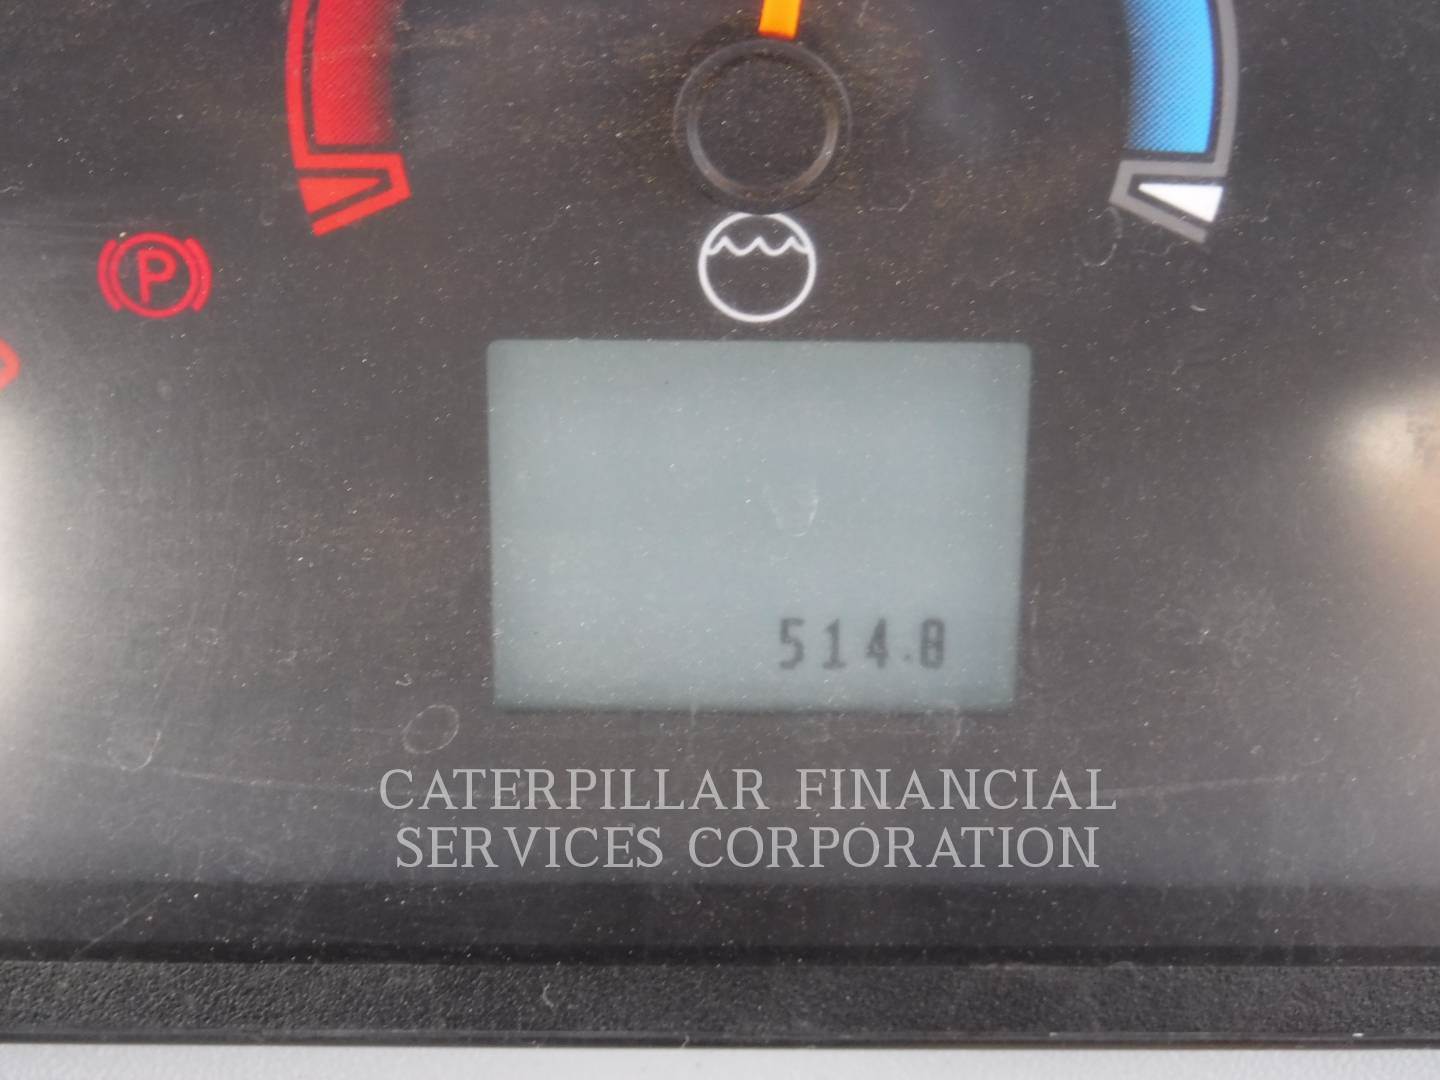 P
514.8
CATERPILLAR FINANCIAL
SERVICES CORPORATION